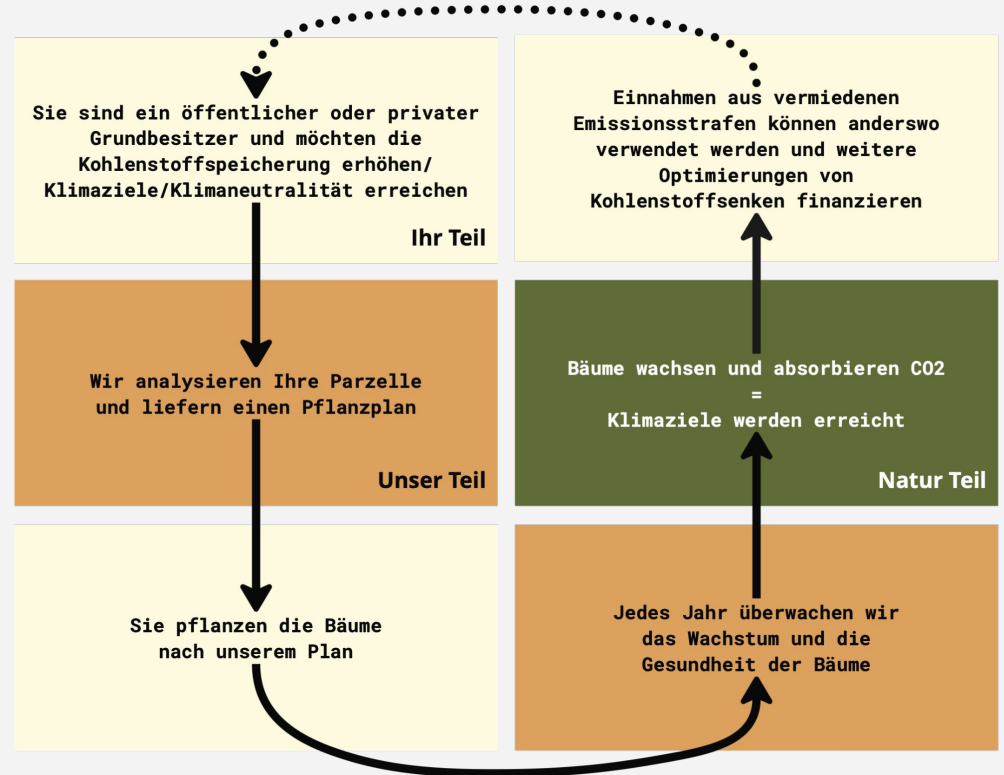 Sie sind ein öffentlicher oder privater
Grundbesitzer und möchten die
Kohlenstoffspeicherung erhöhen/
Klimaziele/Klimaneutralität erreichen
Ihr Teil
Wir analysieren Ihre Parzelle
und liefern einen Pflanzplan
Unser Teil
Sie pflanzen die Bäume
nach unserem Plan
Jedes Jahr überwachen wir
das Wachstum und die
Gesundheit der Bäume
Bäume wachsen und absorbieren CO2
=
Klimaziele werden erreicht
Natur Teil
Einnahmen aus vermiedenen
Emissionsstrafen können anderswo
verwendet werden und weitere
Optimierungen von
Kohlenstoffsenken finanzieren